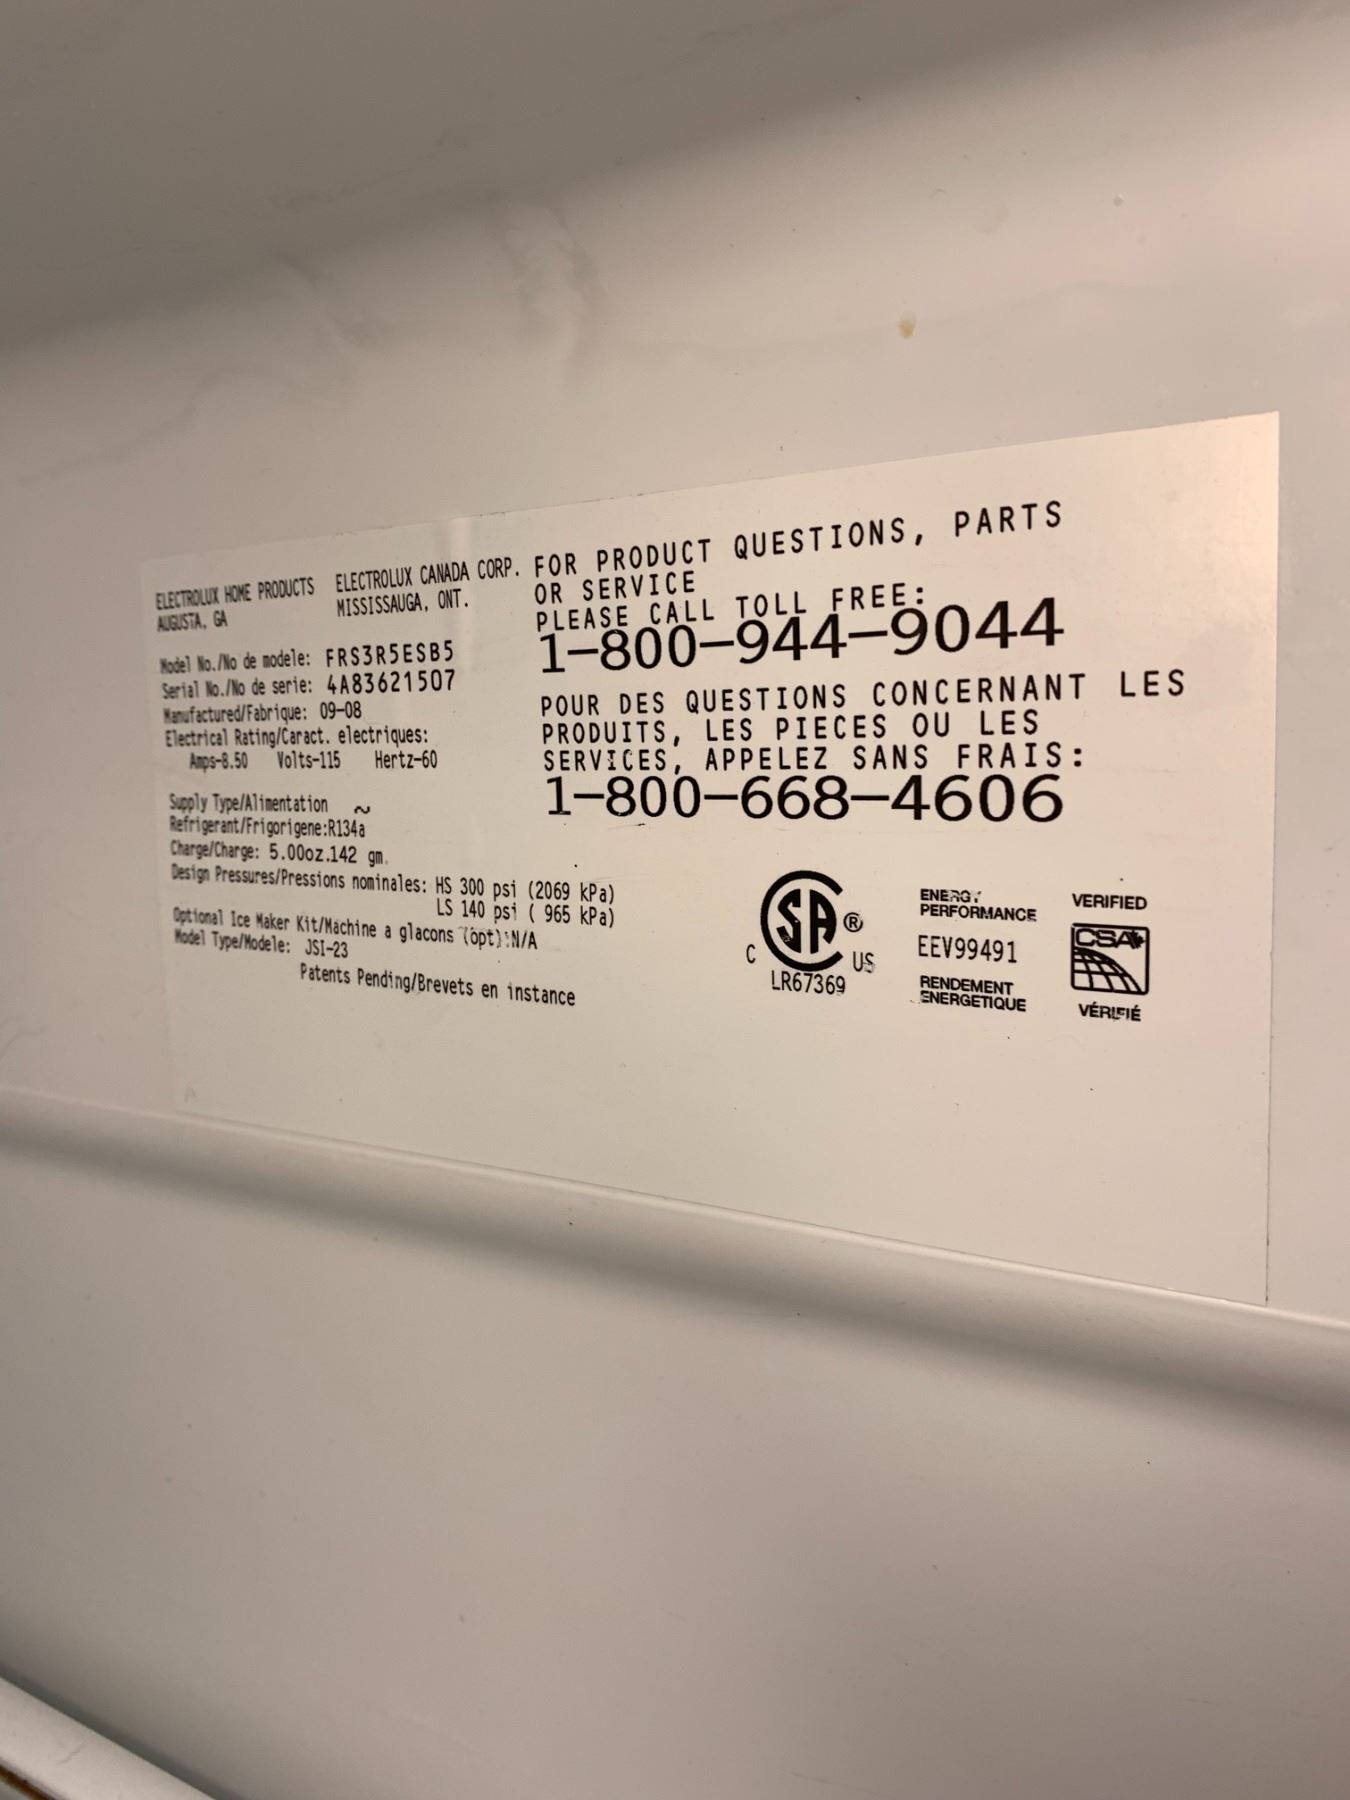 ELECTROLUX HOME PRODUCTS
AUGUSTA, GA
ELECTROLUX CANADA CORP.
MISSISSAUGA, ONT.
Model No./No de modele: FRS3R5ESB5
Serial No./No de serie: 4A83621507
Manufactured/Fabrique: 09-08
Electrical Rating/Caract. electriques:
Amps-8.50 Volts-115 Hertz-60
Supply Type/Alimentation ~
Refrigerant/Frigorigene:R134a
Charge/Charge: 5.00oz.142 gm.
Design Pressures/Pressions nominales: HS 300 psi (2069 kPa)
LS 140 psi ( 965 kPa)
Optional Ice Maker Kit/Machine a glacons (opt):N/A
Model Type/Modele: JSI-23
Patents Pending/Brevets en instance
FOR PRODUCT QUESTIONS, PARTS
OR SERVICE
PLEASE CALL TOLL FREE:
1-800-944-9044
POUR DES QUESTIONS CONCERNANT LES
PRODUITS, LES PIECES OU LES
SERVICES, APPELEZ SANS FRAIS:
1-800-668-4606
C SA ® US
LR67369
ENERGY
PERFORMANCE
EEV99491
RENDEMENT
ENERGETIQUE
VERIFIED
CSA
VÉRIFIÉ